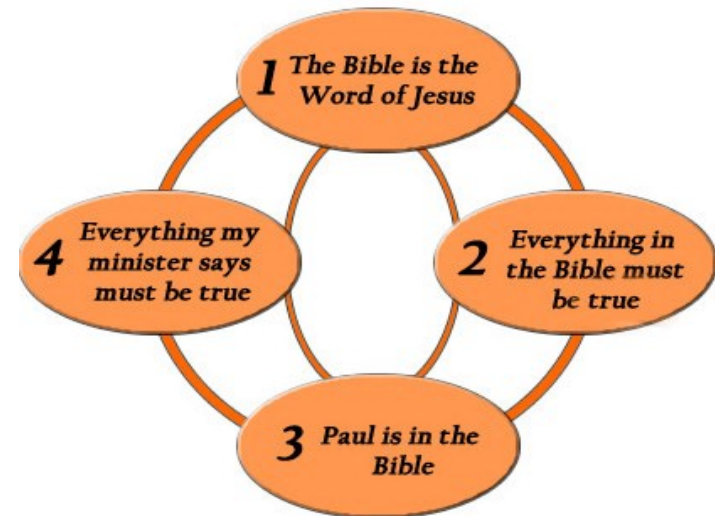 1 The Bible is the
Word of Jesus
2 Everything in
the Bible must
be true
3 Paul is in the
Bible
4 Everything my
minister says
must be true